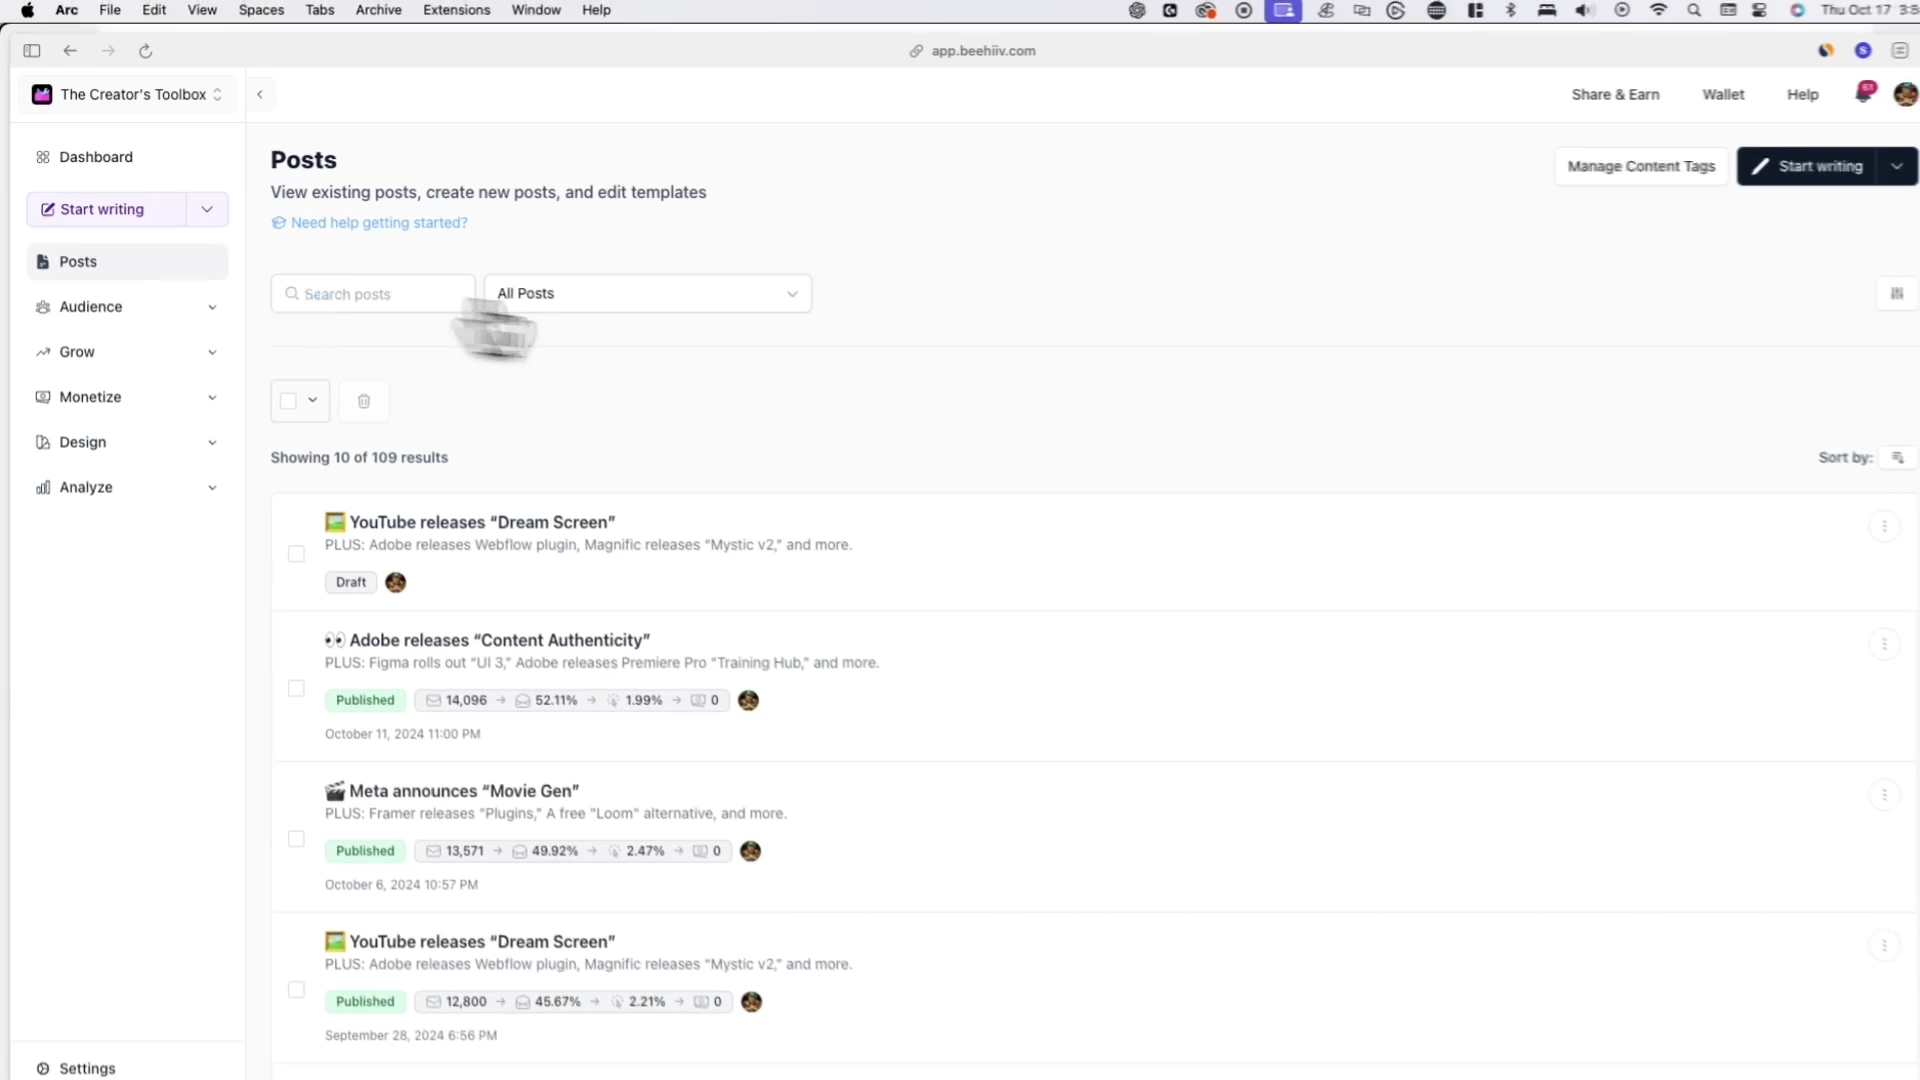 Arc File Edit View Spaces Tabs Archive Extensions Window Help Thu Oct 17
app.beehiiv.com
The Creator's Toolbox
Share & Earn Wallet Help 61
Dashboard
Start writing
Posts
Audience
Grow
Monetize
Design
Analyze
Settings
Posts
View existing posts, create new posts, and edit templates
Need help getting started?
Manage Content Tags
Start writing
Search posts
All Posts
Showing 10 of 109 results
Sort by:
YouTube releases “Dream Screen”
PLUS: Adobe releases Webflow plugin, Magnific releases “Mystic v2,” and more.
Draft
Adobe releases “Content Authenticity”
PLUS: Figma rolls out “UI 3,” Adobe releases Premiere Pro “Training Hub,” and more.
Published 14,096 → 52.11% → 1.99% → 0
October 11, 2024 11:00 PM
Meta announces “Movie Gen”
PLUS: Framer releases "Plugins," A free "Loom" alternative, and more.
Published 13,571 → 49.92% → 2.47% → 0
October 6, 2024 10:57 PM
YouTube releases “Dream Screen”
PLUS: Adobe releases Webflow plugin, Magnific releases “Mystic v2,” and more.
Published 12,800 → 45.67% → 2.21% → 0
September 28, 2024 6:56 PM